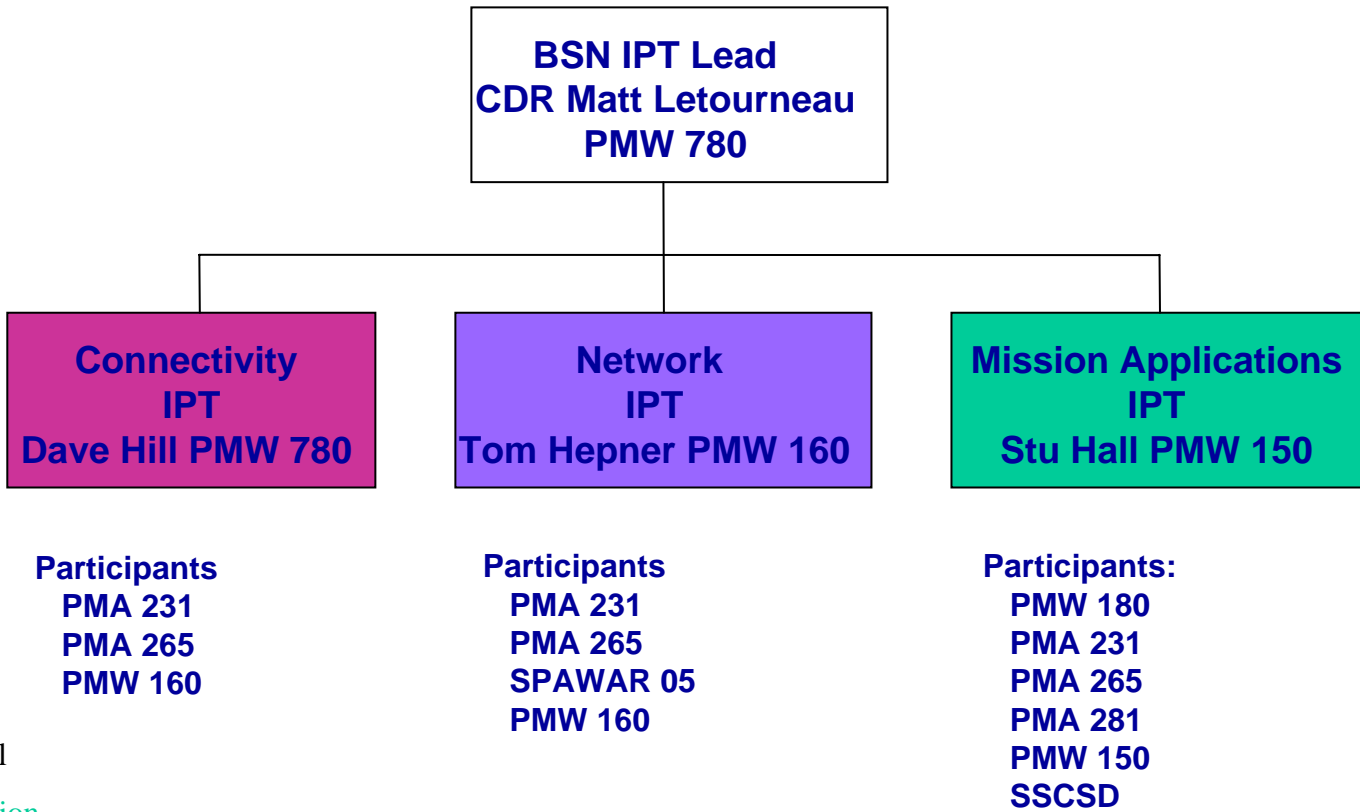 BSN IPT Lead
CDR Matt Letourneau
PMW 780
Connectivity
IPT
Dave Hill PMW 780
Network
IPT
Tom Hepner PMW 160
Mission Applications
IPT
Stu Hall PMW 150
Participants
PMA 231
PMA 265
PMW 160
Participants
PMA 231
PMA 265
SPAWAR 05
PMW 160
Participants:
PMW 180
PMA 231
PMA 265
PMA 281
PMW 150
SSCSD